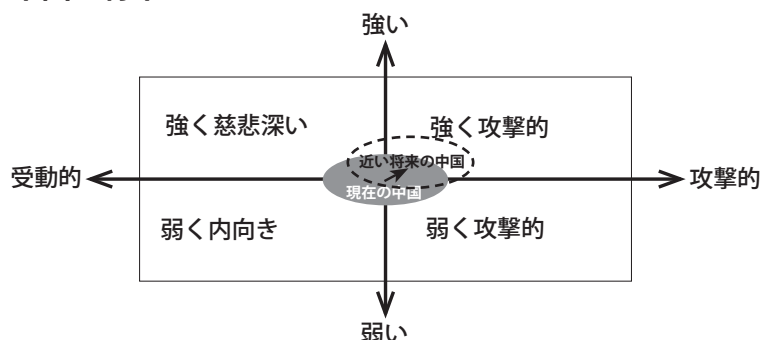 強い
強く慈悲深い
強く攻撃的
近い将来の中国
受動的
攻撃的
現在の中国
弱く内向き
弱く攻撃的
弱い